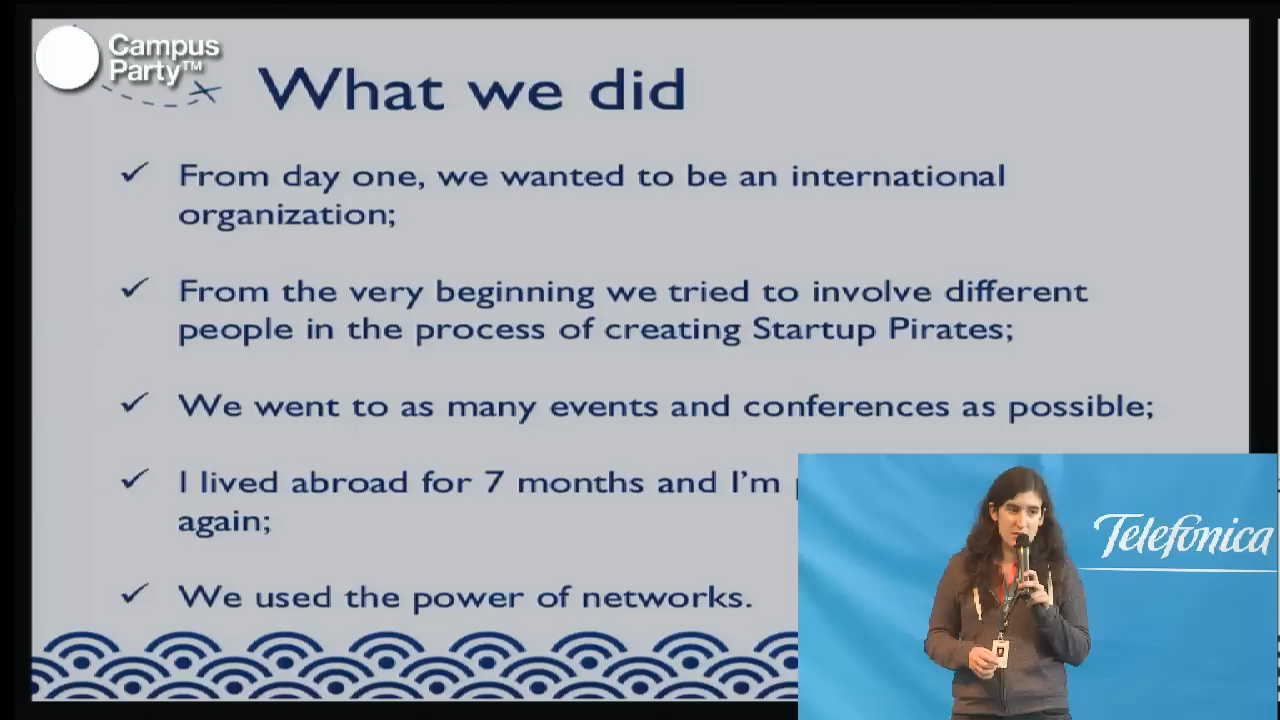 Campus
Party™
What we did
✓ From day one, we wanted to be an international
organization;
✓ From the very beginning we tried to involve different
people in the process of creating Startup Pirates;
✓ We went to as many events and conferences as possible;
✓ I lived abroad for 7 months and I'm
again;
✓ We used the power of networks.
Telefónica